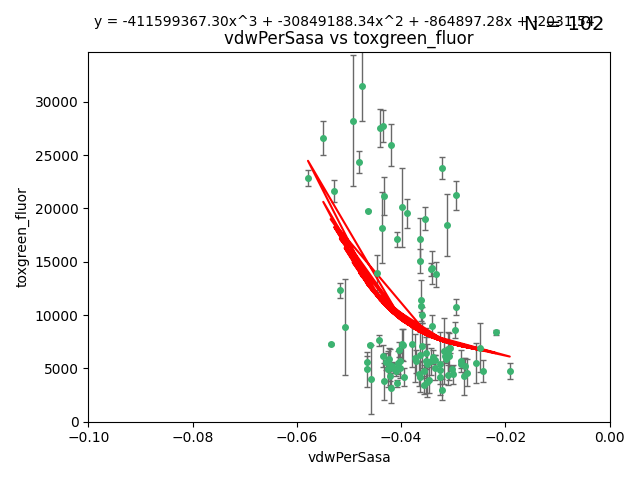 y = -411599367.30x^3 + -30849188.34x^2 + -864897.28x +
N = 102
vdwPerSasa vs toxgreen_fluor
30000
25000
20000
15000
10000
5000
0
toxgreen_fluor
−0.10 −0.08 −0.06 −0.04 −0.02 0.00
vdwPerSasa